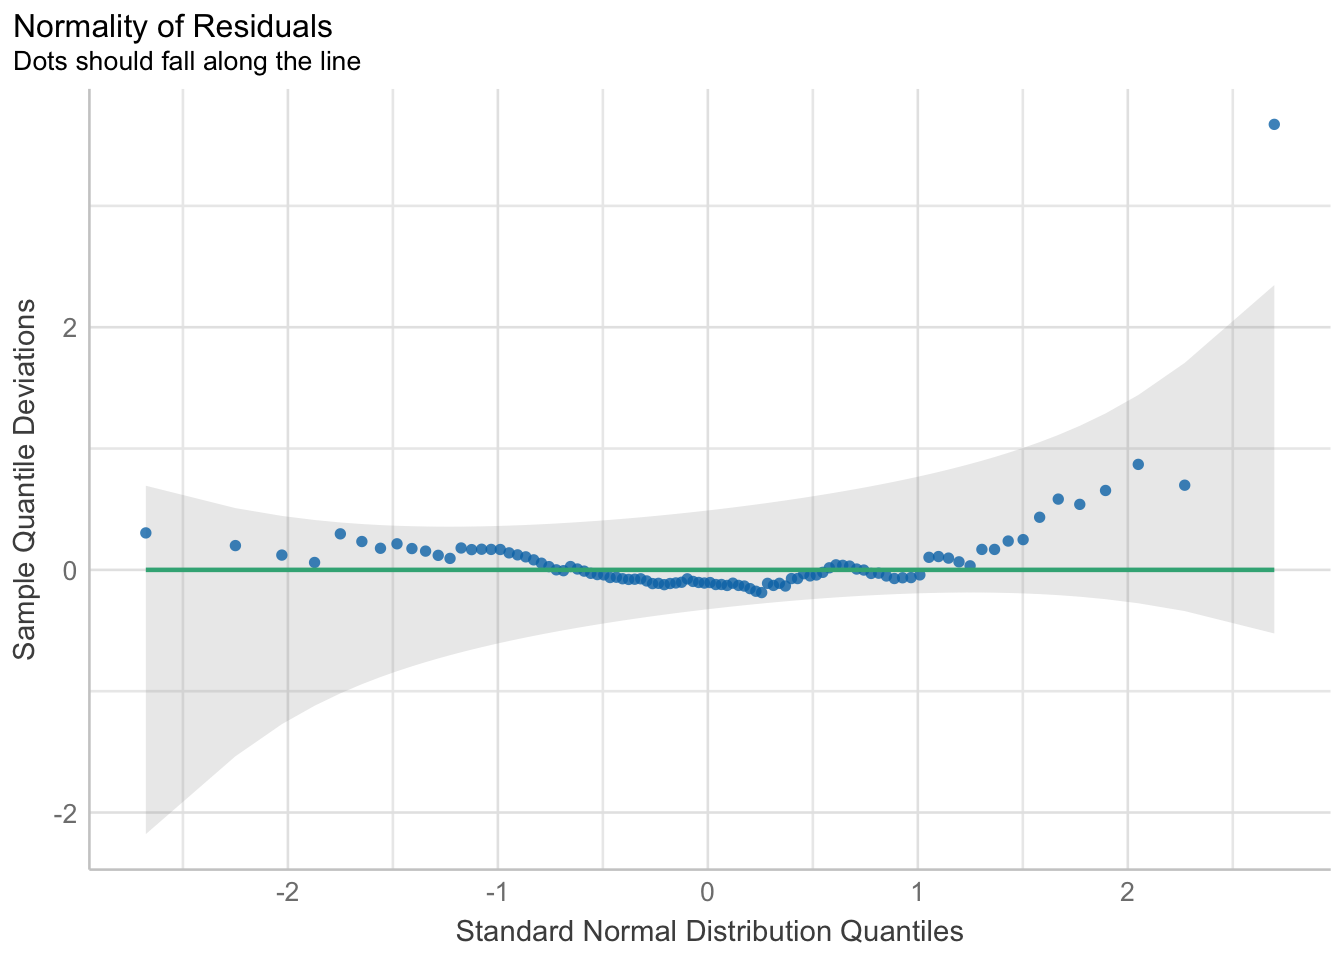 Normality of Residuals
Dots should fall along the line
Sample Quantile Deviations
2
0
-2
-2
-1
0
1
2
Standard Normal Distribution Quantiles